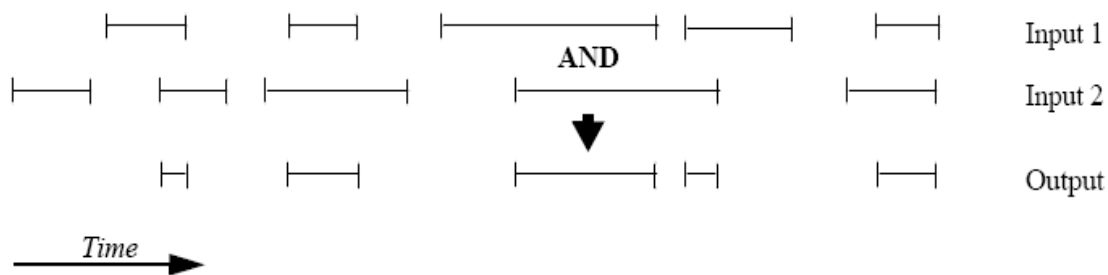 Input 1
AND
Input 2
Output
Time